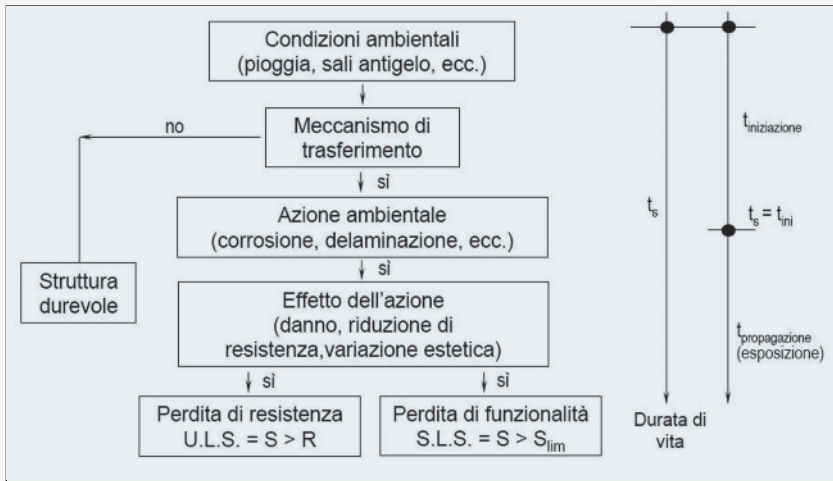 Condizioni ambientali
(pioggia, sali antigelo, ecc.)
no
Meccanismo di
trasferimento
sì
Azione ambientale
(corrosione, delaminazione, ecc.)
sì
Struttura
durevole
Effetto dell'azione
(danno, riduzione di
resistenza,variazione estetica)
sì
sì
Perdita di resistenza
U.L.S. = S > R
Perdita di funzionalità
S.L.S. = S > Slim
tiniziazione
ts
ts = tini
tpropagazione
(esposizione)
Durata di
vita